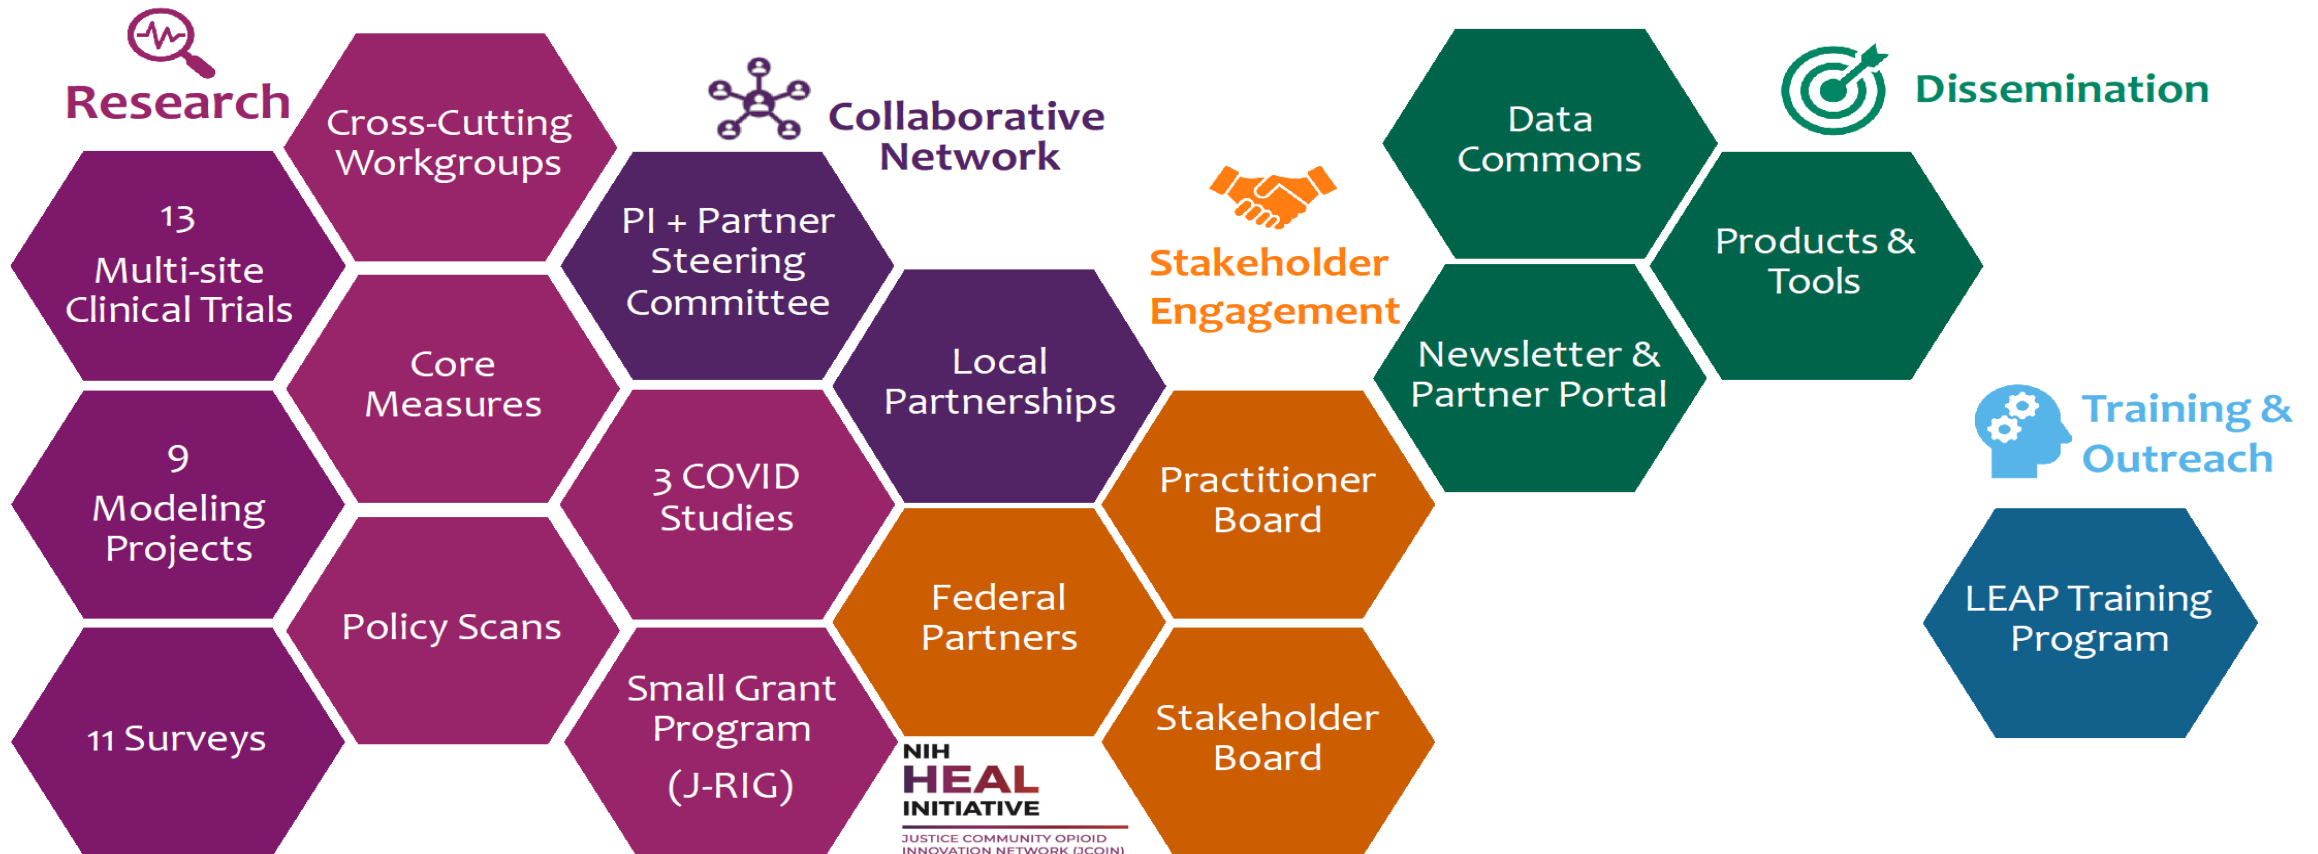 Research
Cross-Cutting
Workgroups
13
Multi-site
Clinical Trials
Core
Measures
9
Modeling
Projects
Policy Scans
11 Surveys
3 COVID
Studies
Small Grant
Program
(J-RIG)
Collaborative
Network
PI + Partner
Steering
Committee
Local
Partnerships
Stakeholder
Engagement
Practitioner
Board
Federal
Partners
Stakeholder
Board
Dissemination
Data
Commons
Products &
Tools
Newsletter &
Partner Portal
Training &
Outreach
LEAP Training
Program
NIH
HEAL
INITIATIVE
JUSTICE COMMUNITY OPIOID
INNOVATION NETWORK (JCOIN)